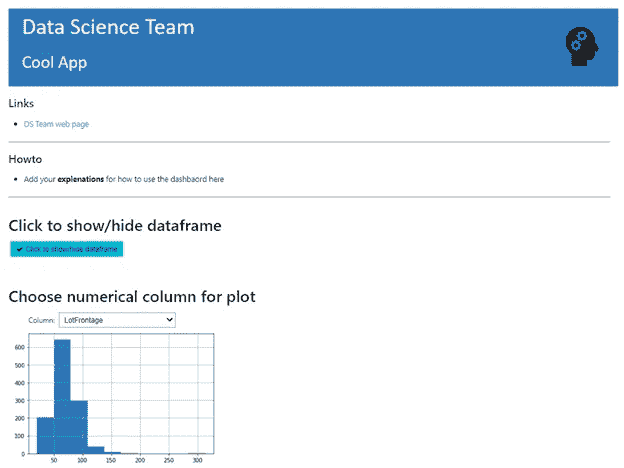 Data Science Team
Cool App
Links
DS Team web page
Howto
Add your explenations for how to use the dashbaord here
Click to show/hide dataframe
✔ Click to show/hide dataframe
Choose numerical column for plot
Column: LotFrontage
600
500
400
300
200
100
0
50 100 150 200 250 300